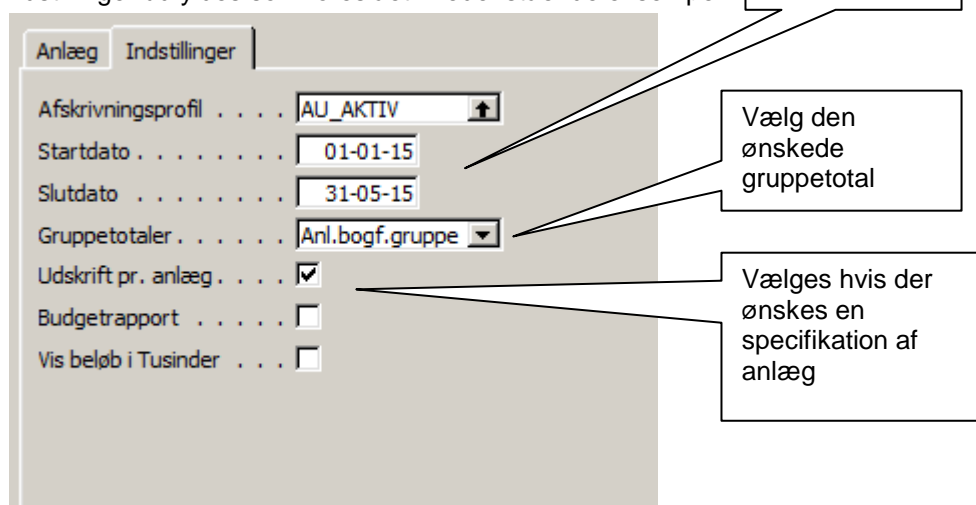 Anlæg Indstillinger
Afskrivningsprofil . . . . AU_AKTIV
Startdato . . . . . . . . 01-01-15
Slutdato . . . . . . . . 31-05-15
Gruppetotaler . . . . . . Anl.bogf.gruppe
Udskrift pr. anlæg . . . .
Budgetrapport . . . . .
Vis beløb i Tusinder . . .
Vælg den
ønskede
gruppetotal
Vælges hvis der
ønskes en
specifikation af
anlæg